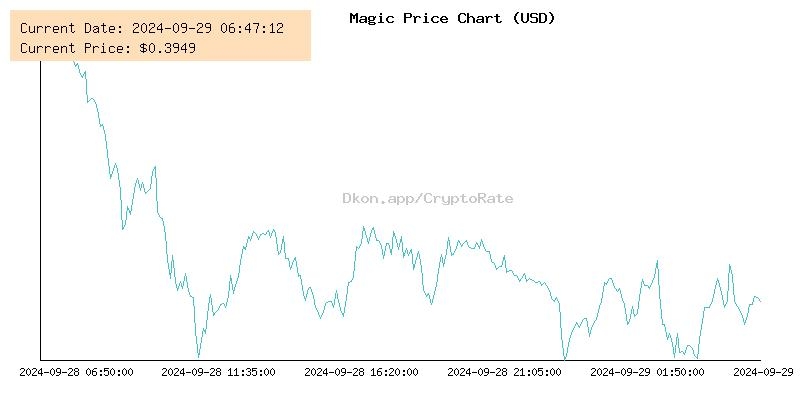 Magic Price Chart (USD)
Current Date: 2024-09-29 06:47:12
Current Price: $0.3949
Dkon.app/CryptoRate
2024-09-28 06:50:00 2024-09-28 11:35:00 2024-09-28 16:20:00 2024-09-28 21:05:00 2024-09-29 01:50:00 2024-09-29